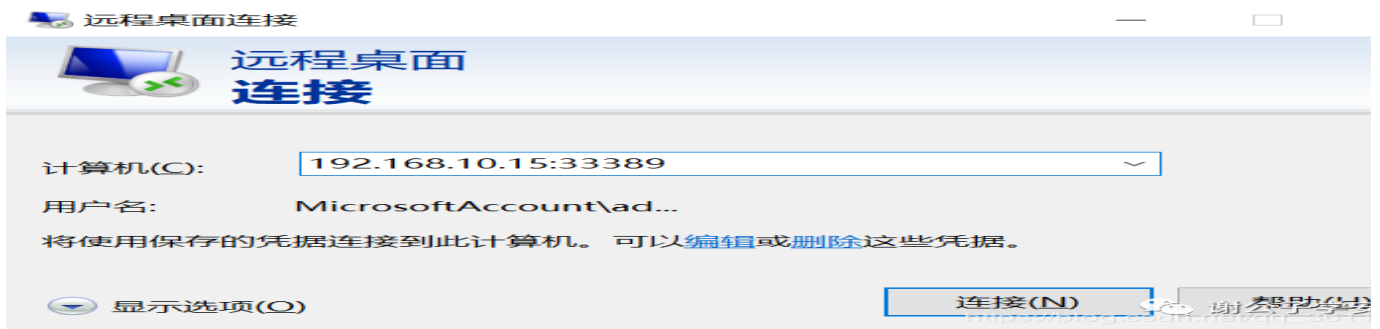 远程桌面连接
远程桌面
连接
计算机(C):
192.168.10.15:33389
用户名:
MicrosoftAccount\ad...
将使用保存的凭据连接到此计算机。 可以编辑或删除这些凭据。
显示选项(O)
连接(N)
帮助(H)